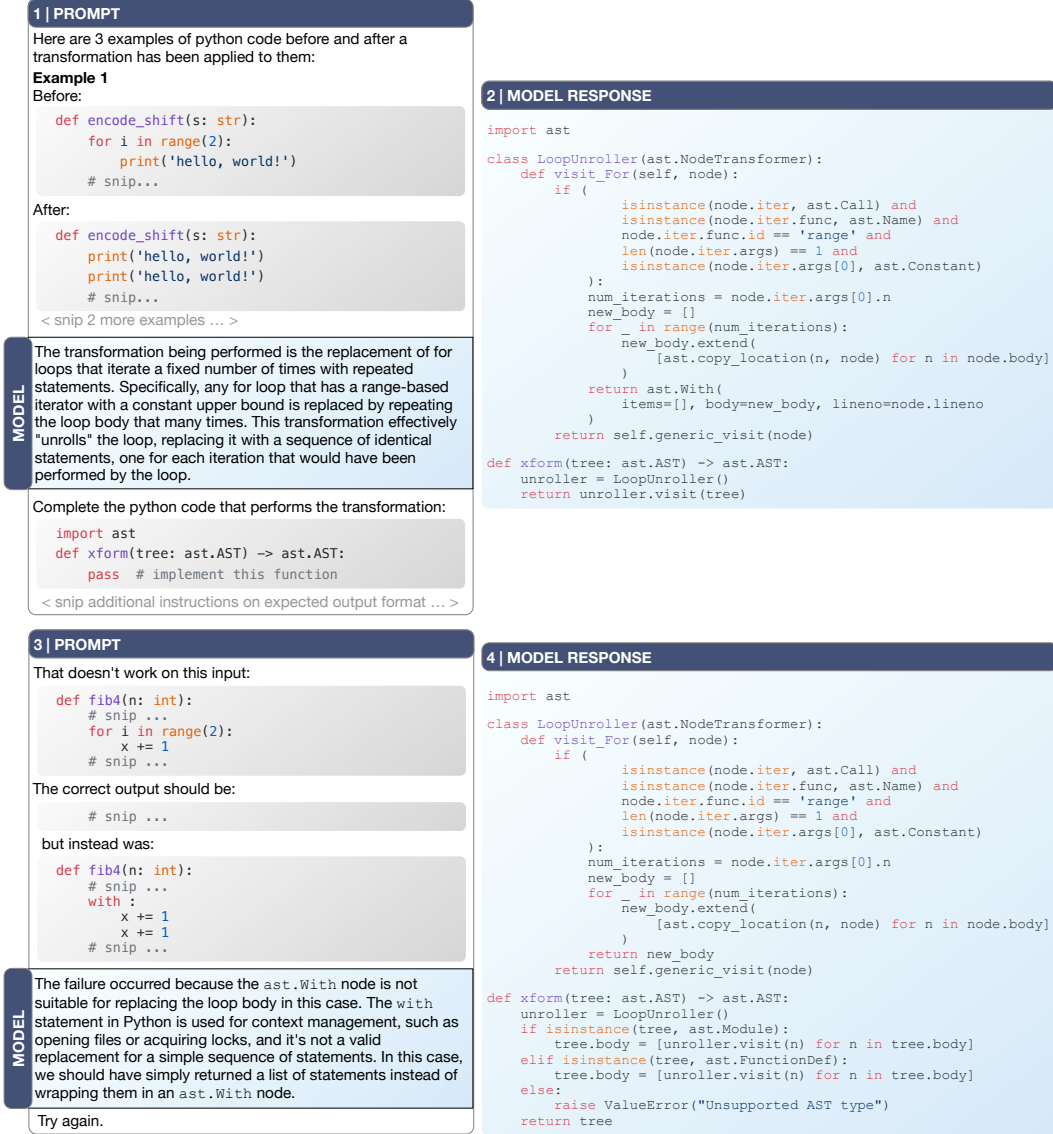 1 | PROMPT
Here are 3 examples of python code before and after a
transformation has been applied to them:
Example 1
Before:
def encode_shift(s: str):
    for i in range(2):
        print('hello, world!')
    # snip...
After:
def encode_shift(s: str):
    print('hello, world!')
    print('hello, world!')
    # snip...
< snip 2 more examples … >
MODEL
The transformation being performed is the replacement of for
loops that iterate a fixed number of times with repeated
statements. Specifically, any for loop that has a range-based
iterator with a constant upper bound is replaced by repeating
the loop body that many times. This transformation effectively
"unrolls" the loop, replacing it with a sequence of identical
statements, one for each iteration that would have been
performed by the loop.
Complete the python code that performs the transformation:
import ast
def xform(tree: ast.AST) -> ast.AST:
    pass  # implement this function
< snip additional instructions on expected output format … >
2 | MODEL RESPONSE
import ast
class LoopUnroller(ast.NodeTransformer):
    def visit_For(self, node):
        if (
                isinstance(node.iter, ast.Call) and
                isinstance(node.iter.func, ast.Name) and
                node.iter.func.id == 'range' and
                len(node.iter.args) == 1 and
                isinstance(node.iter.args[0], ast.Constant)
            ):
            num_iterations = node.iter.args[0].n
            new_body = []
            for _ in range(num_iterations):
                new_body.extend(
                    [ast.copy_location(n, node) for n in node.body]
                )
            return ast.With(
                items=[], body=new_body, lineno=node.lineno
            )
        return self.generic_visit(node)
def xform(tree: ast.AST) -> ast.AST:
    unroller = LoopUnroller()
    return unroller.visit(tree)
3 | PROMPT
That doesn't work on this input:
def fib4(n: int):
    # snip ...
    for i in range(2):
        x += 1
    # snip ...
The correct output should be:
    # snip ...
but instead was:
def fib4(n: int):
    # snip ...
    with :
        x += 1
        x += 1
    # snip ...
MODEL
The failure occurred because the ast.With node is not
suitable for replacing the loop body in this case. The with
statement in Python is used for context management, such as
opening files or acquiring locks, and it's not a valid
replacement for a simple sequence of statements. In this case,
we should have simply returned a list of statements instead of
wrapping them in an ast.With node.
Try again.
4 | MODEL RESPONSE
import ast
class LoopUnroller(ast.NodeTransformer):
    def visit_For(self, node):
        if (
                isinstance(node.iter, ast.Call) and
                isinstance(node.iter.func, ast.Name) and
                node.iter.func.id == 'range' and
                len(node.iter.args) == 1 and
                isinstance(node.iter.args[0], ast.Constant)
            ):
            num_iterations = node.iter.args[0].n
            new_body = []
            for _ in range(num_iterations):
                new_body.extend(
                    [ast.copy_location(n, node) for n in node.body]
                )
            return new_body
        return self.generic_visit(node)
def xform(tree: ast.AST) -> ast.AST:
    unroller = LoopUnroller()
    if isinstance(tree, ast.Module):
        tree.body = [unroller.visit(n) for n in tree.body]
    elif isinstance(tree, ast.FunctionDef):
        tree.body = [unroller.visit(n) for n in tree.body]
    else:
        raise ValueError("Unsupported AST type")
    return tree